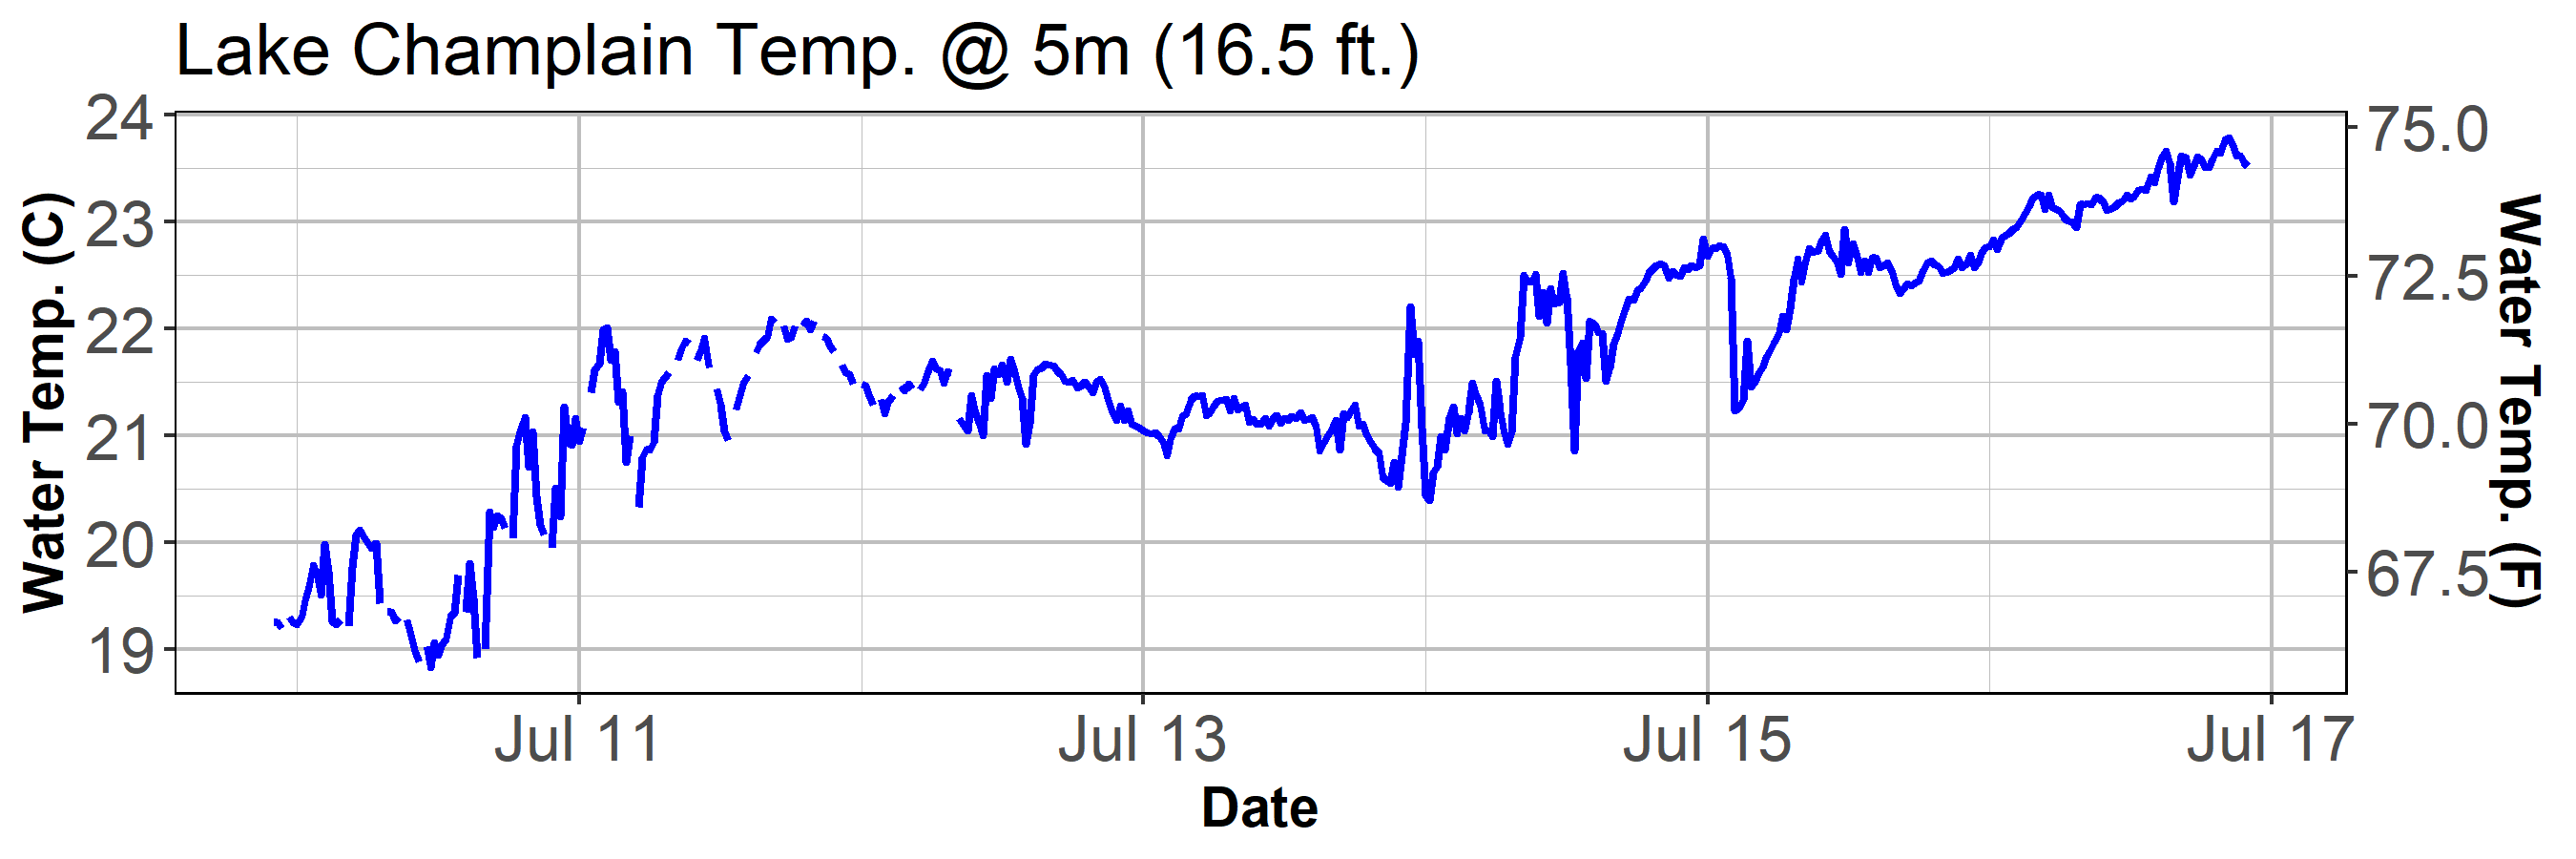 Lake Champlain Temp. @ 5m (16.5 ft.)
Water Temp. (C)
24
23
22
21
20
19
75.0
72.5
70.0
67.5
Water Temp. (F)
Jul 11 Jul 13 Jul 15 Jul 17
Date